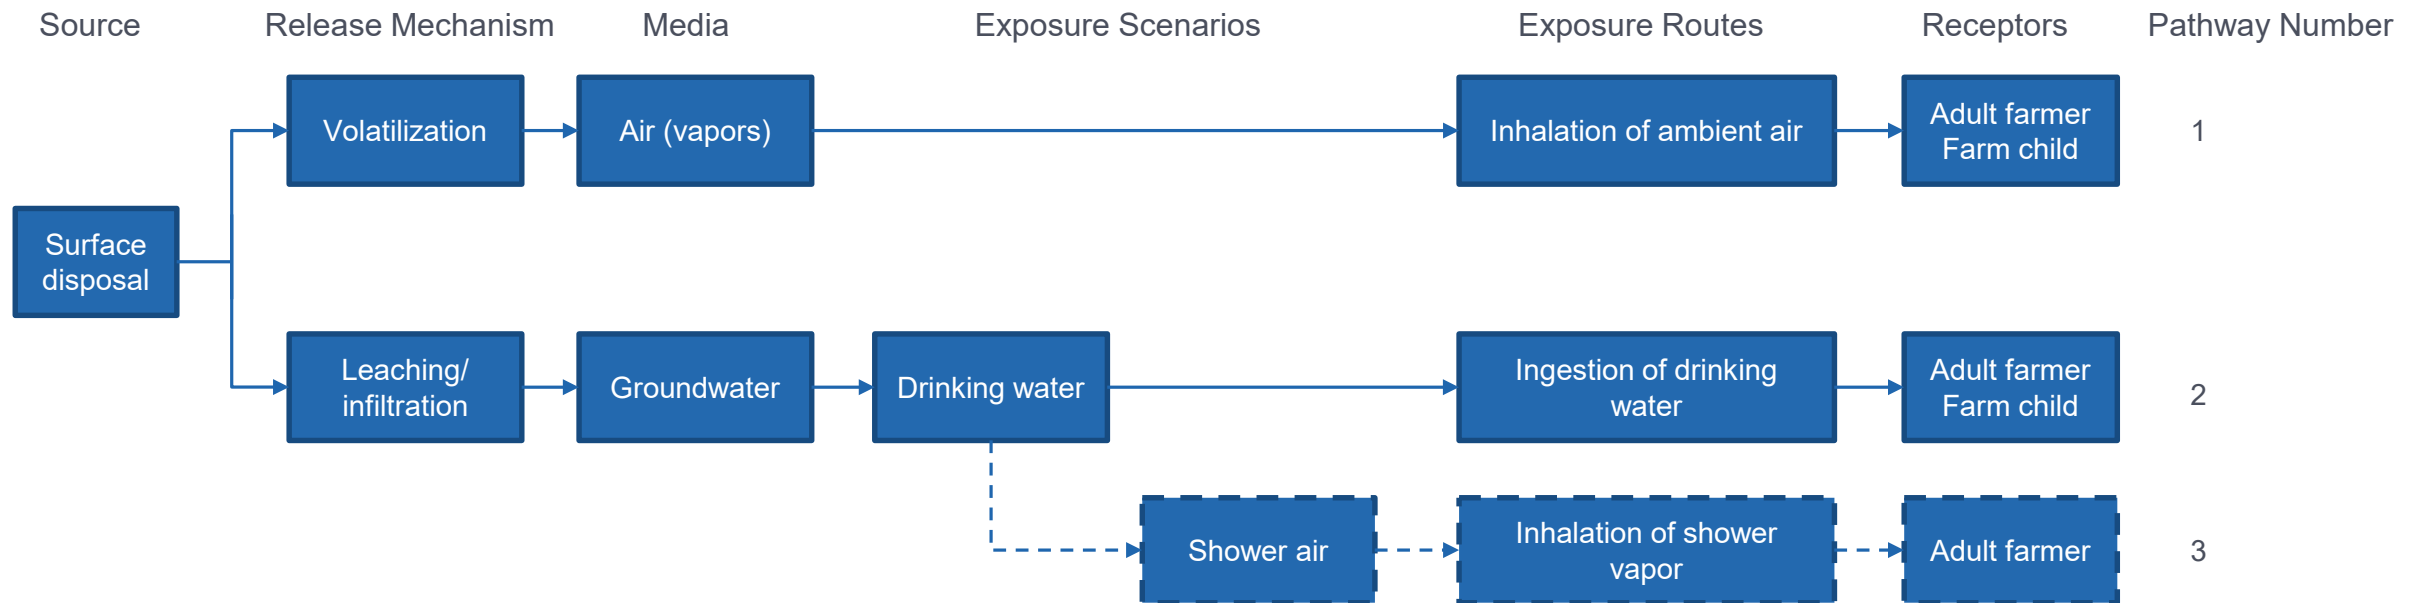 Source
Release Mechanism
Media
Exposure Scenarios
Exposure Routes
Receptors
Pathway Number
Volatilization
Air (vapors)
Inhalation of ambient air
Adult farmer
Farm child
1
Surface
disposal
Leaching/
infiltration
Groundwater
Drinking water
Ingestion of drinking
water
Adult farmer
Farm child
2
Shower air
Inhalation of shower
vapor
Adult farmer
3